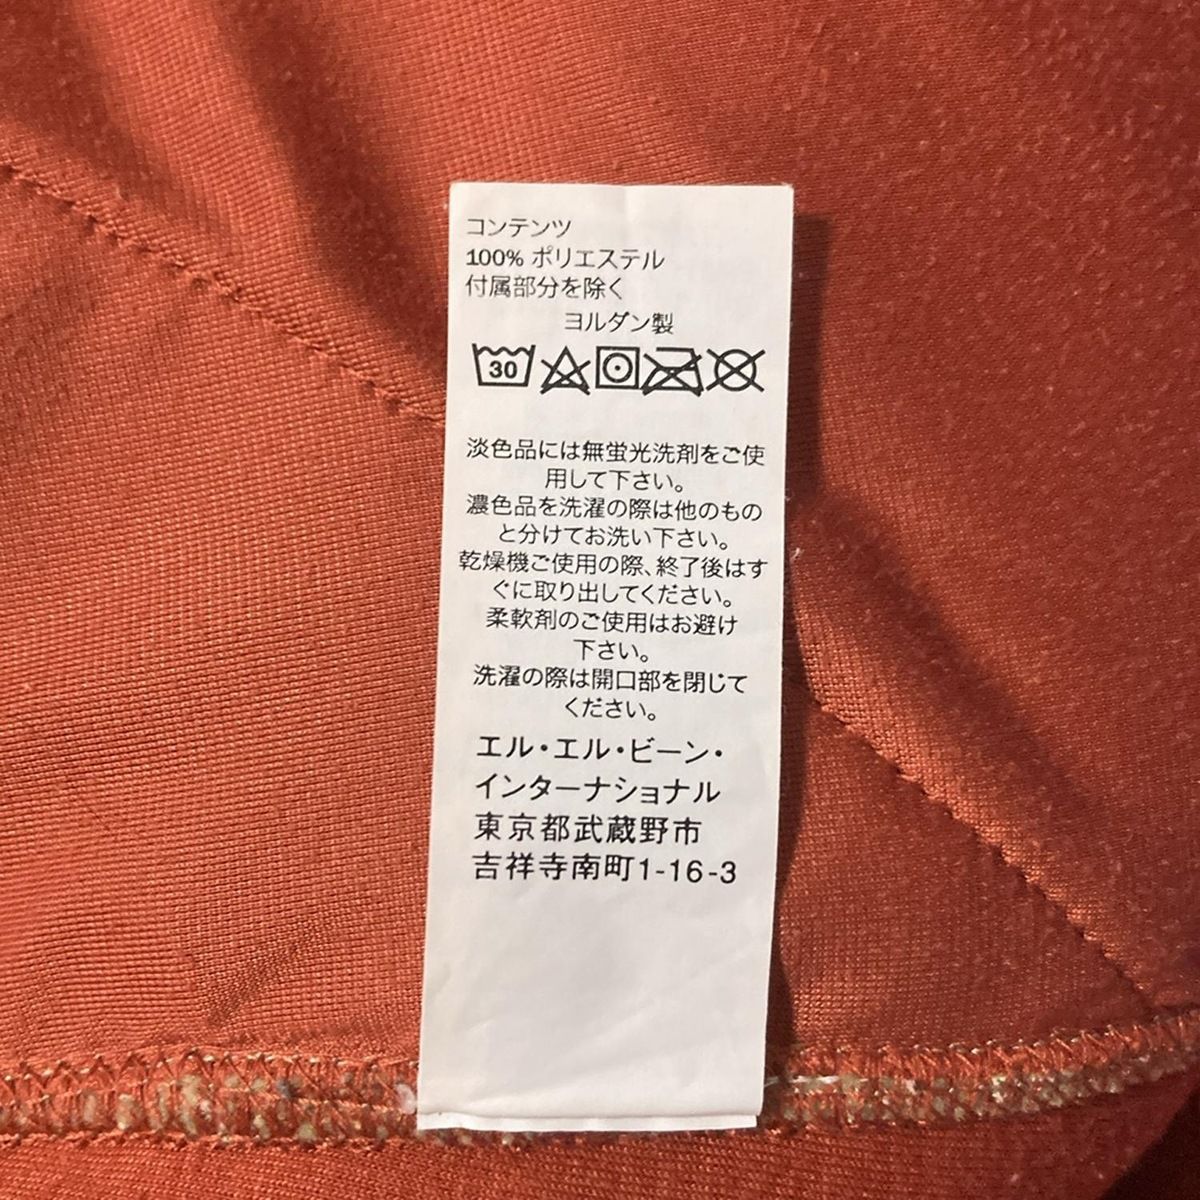 コンテンツ
100% ポリエステル
付属部分を除く
ヨルダン製
30
淡色品には無蛍光洗剤をご使
用して下さい。
濃色品を洗濯の際は他のもの
と分けてお洗い下さい。
乾燥機ご使用の際、終了後はす
ぐに取り出してください。
柔軟剤のご使用はお避け
下さい。
洗濯の際は開口部を閉じて
ください。
エル・エル・ビーン・
インターナショナル
東京都武蔵野市
吉祥寺南町1-16-3